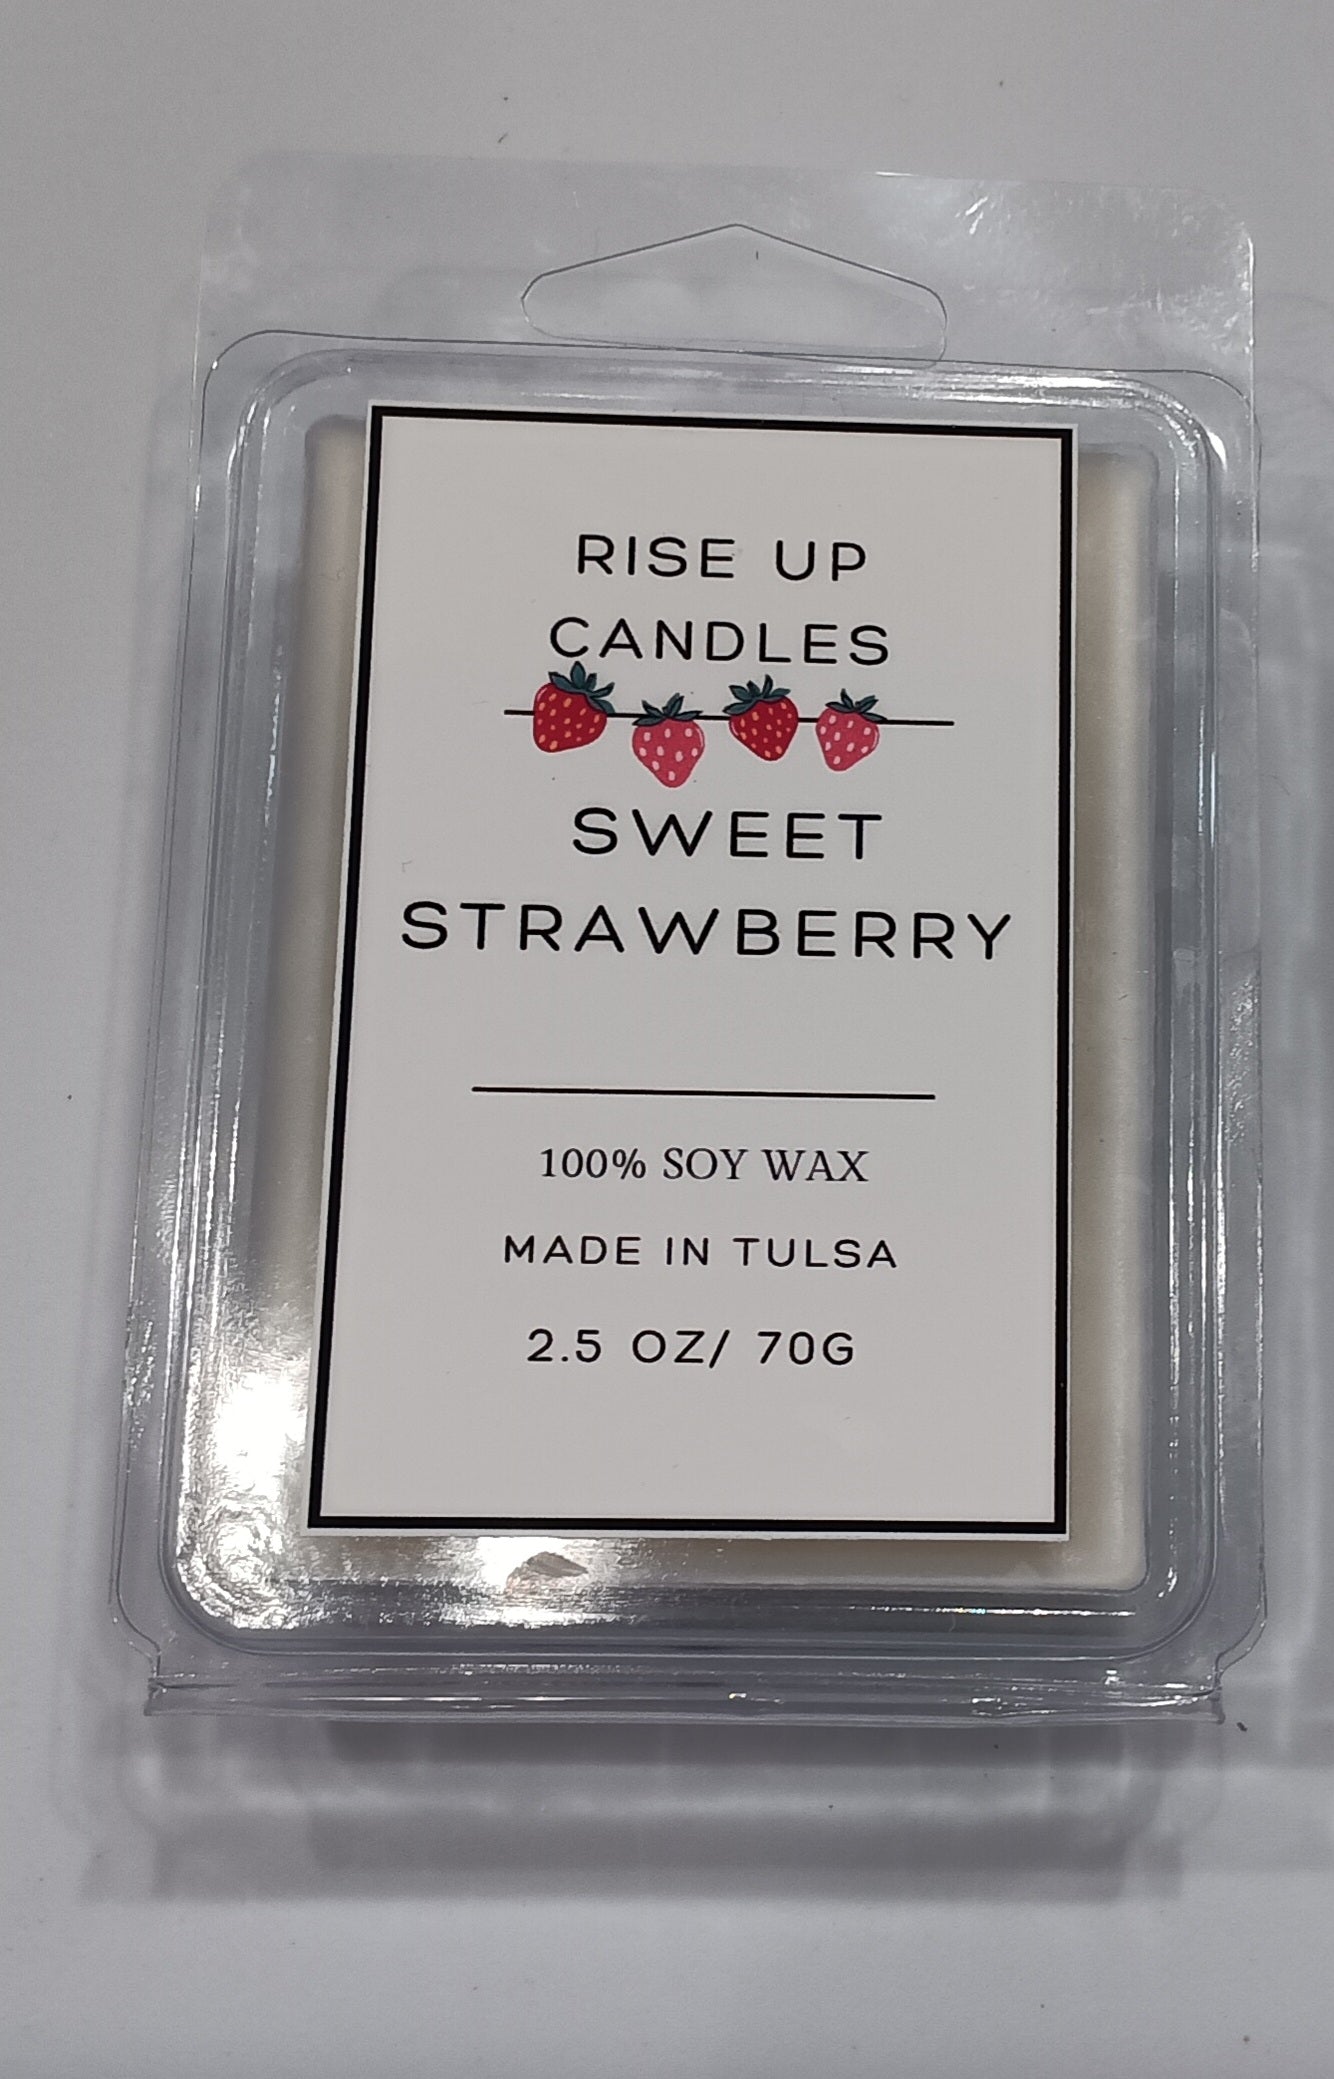 RISE UP
CANDLES
SWEET
STRAWBERRY
100% SOY WAX
MADE IN TULSA
2.5 OZ/ 70G